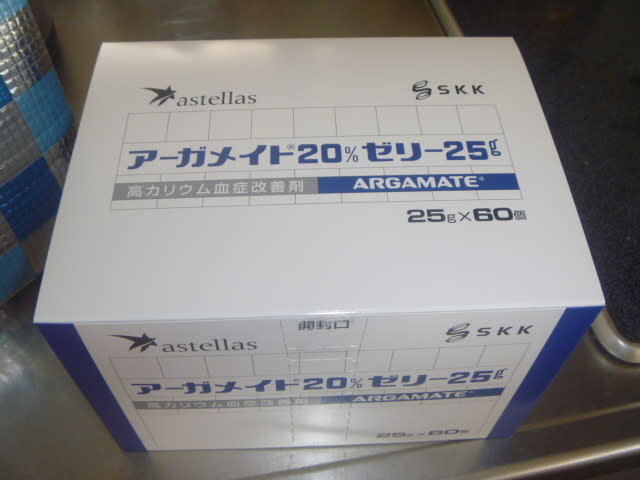 astellas SKK
アーガメイト®20%ゼリー25g
高カリウム血症改善剤 ARGAMATE®
25g×60個
開封口
astellas SKK
アーガメイト®20%ゼリー25g
高カリウム血症改善剤 ARGAMATE®
25g×60個